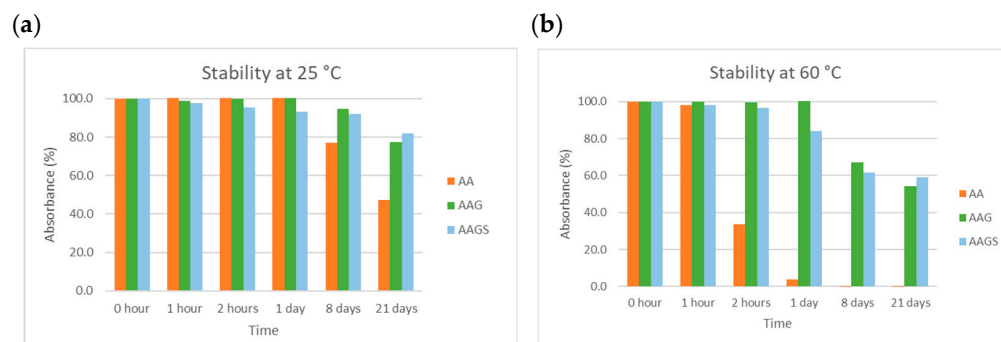 (a)
Stability at 25 °C
100.0
80.0
60.0
40.0
20.0
0.0
Absorbance (%)
0 hour 1 hour 2 hours 1 day 8 days 21 days
Time
AA
AAG
AAGS
(b)
Stability at 60 °C
100.0
80.0
60.0
40.0
20.0
0.0
Absorbance (%)
0 hour 1 hour 2 hours 1 day 8 days 21 days
Time
AA
AAG
AAGS